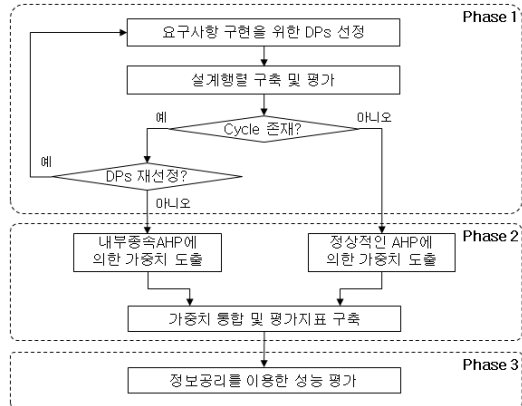 Phase 1
요구사항 구현을 위한 DPs 선정
설계행렬 구축 및 평가
예
아니오
Cycle 존재?
예
DPs 재선정?
아니오
Phase 2
내부종속AHP에
의한 가중치 도출
정상적인 AHP에
의한 가중치 도출
가중치 통합 및 평가지표 구축
Phase 3
정보공리를 이용한 성능 평가